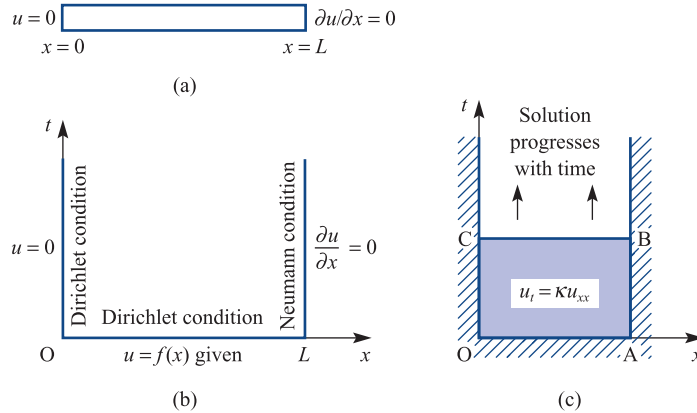 u = 0
∂u/∂x = 0
x = 0
x = L
(a)
t
u = 0
Dirichlet condition
Neumann condition
∂u/∂x = 0
Dirichlet condition
O
u = f(x) given
L
x
(b)
t
Solution
progresses
with time
C
B
u_t = κu_xx
O
A
x
(c)